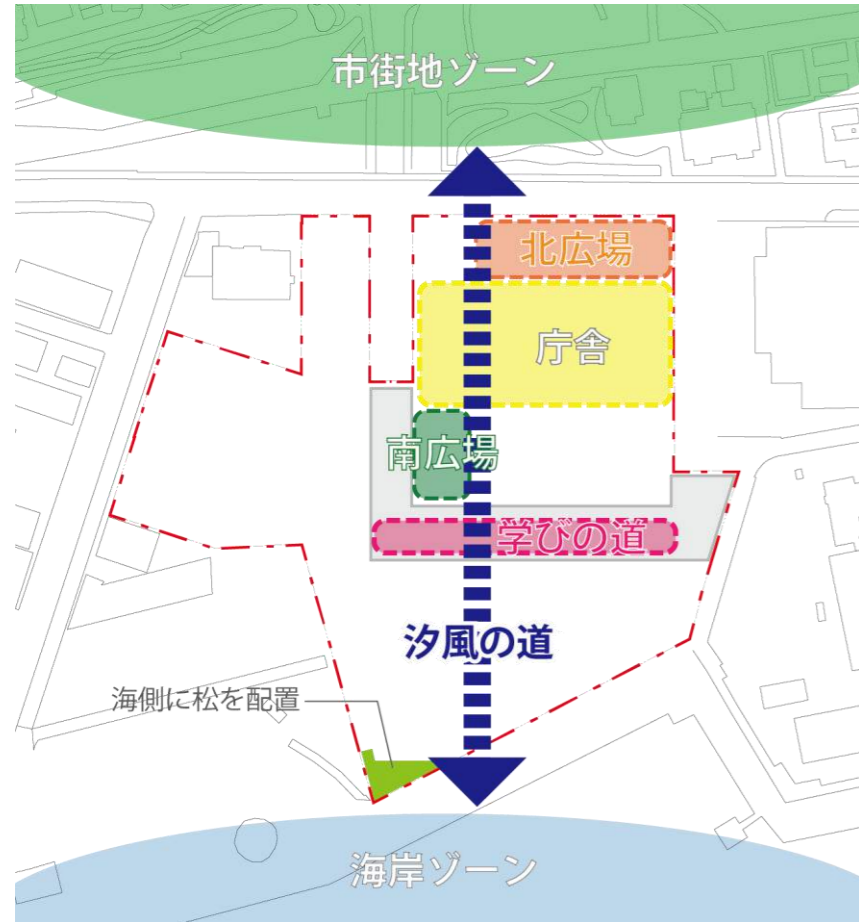 市街地ゾーン
北広場
庁舎
南広場
学びの道
汐風の道
海側に松を配置
海岸ゾーン